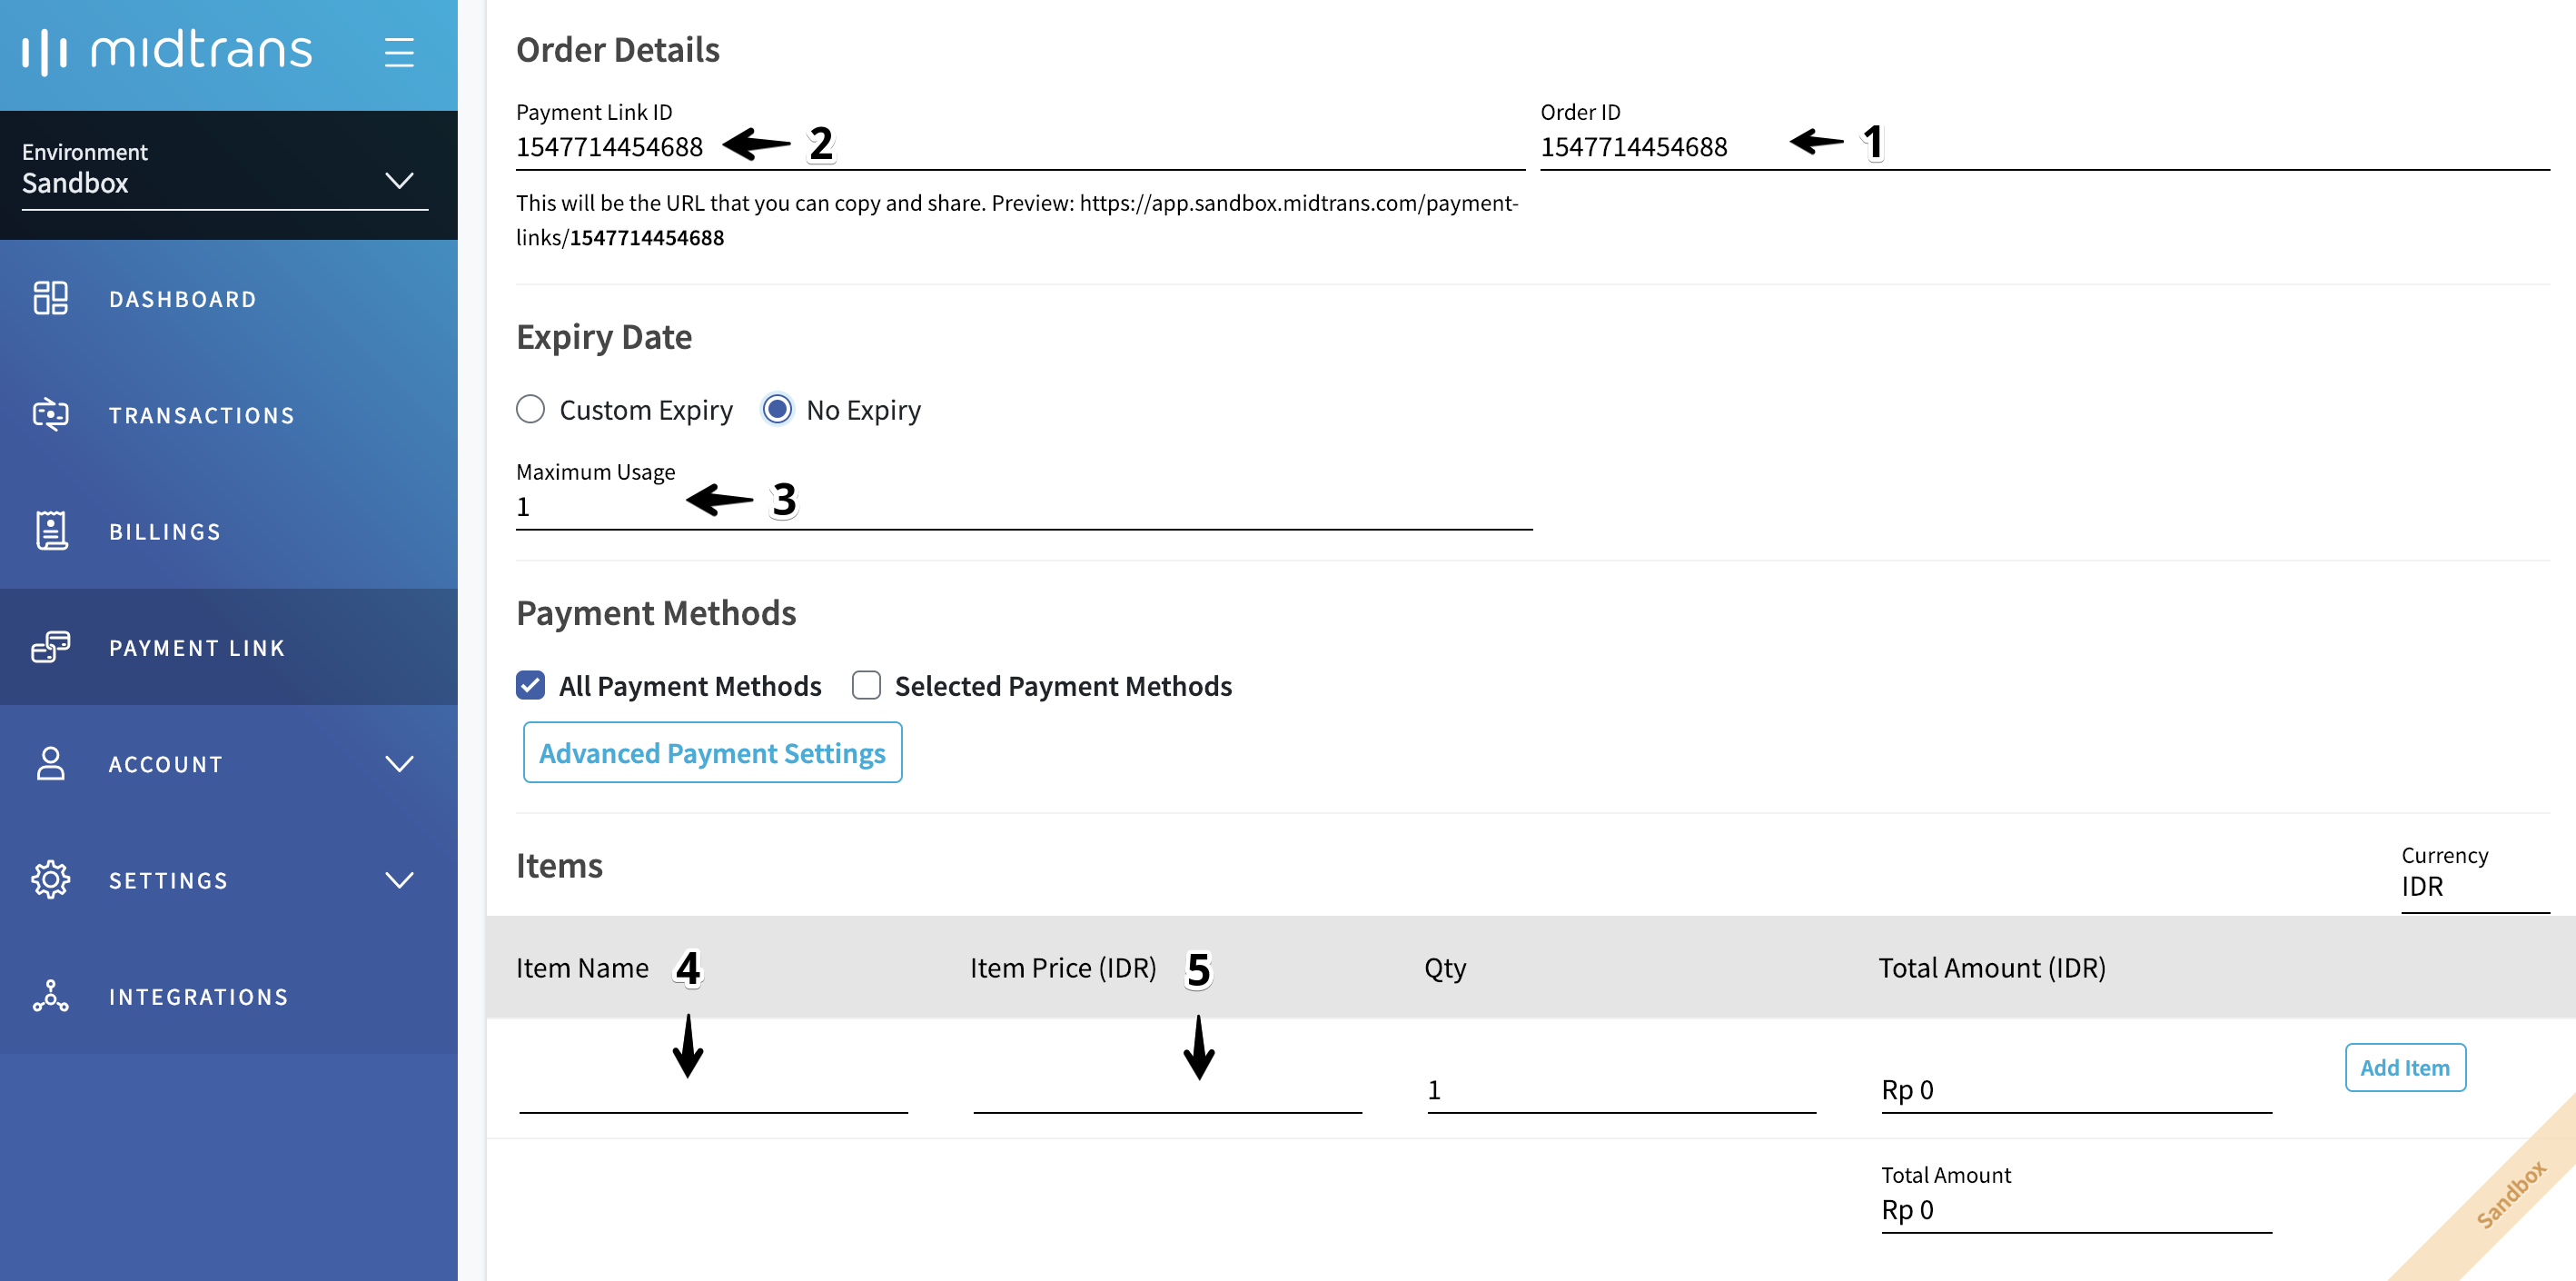 midtrans
Environment
Sandbox
DASHBOARD
TRANSACTIONS
BILLINGS
PAYMENT LINK
ACCOUNT
SETTINGS
INTEGRATIONS
Order Details
Payment Link ID
1547714454688 2
Order ID
1547714454688 1
This will be the URL that you can copy and share. Preview: https://app.sandbox.midtrans.com/payment-
links/1547714454688
Expiry Date
Custom Expiry No Expiry
Maximum Usage
1 3
Payment Methods
All Payment Methods Selected Payment Methods
Advanced Payment Settings
Items
Currency
IDR
Item Name 4 Item Price (IDR) 5 Qty Total Amount (IDR)
1 Rp 0 Add Item
Total Amount
Rp 0
Sandbox